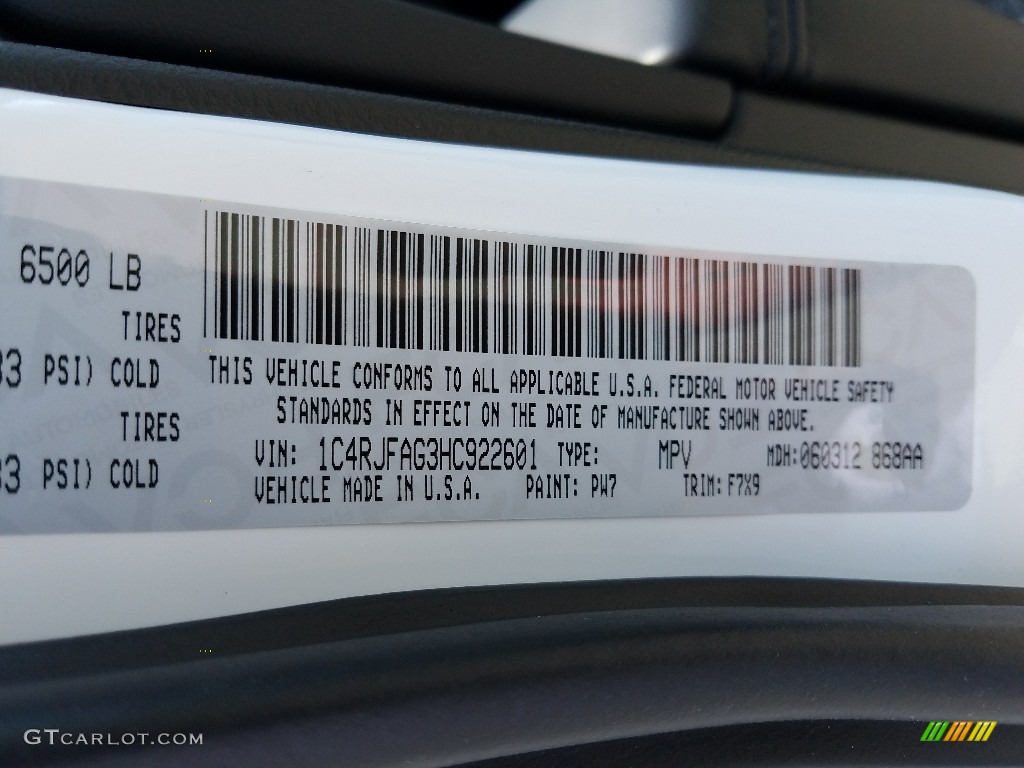 6500 LB
TIRES
PSI) COLD
TIRES
PSI) COLD
THIS VEHICLE CONFORMS TO ALL APPLICABLE U.S.A. FEDERAL MOTOR VEHICLE SAFETY
STANDARDS IN EFFECT ON THE DATE OF MANUFACTURE SHOWN ABOVE.
VIN: 1C4RJFAG3HC922601 TYPE: MPV MDH:060312 868AA
VEHICLE MADE IN U.S.A. PAINT: PW7 TRIM: F7X9
GTCARLOT.COM